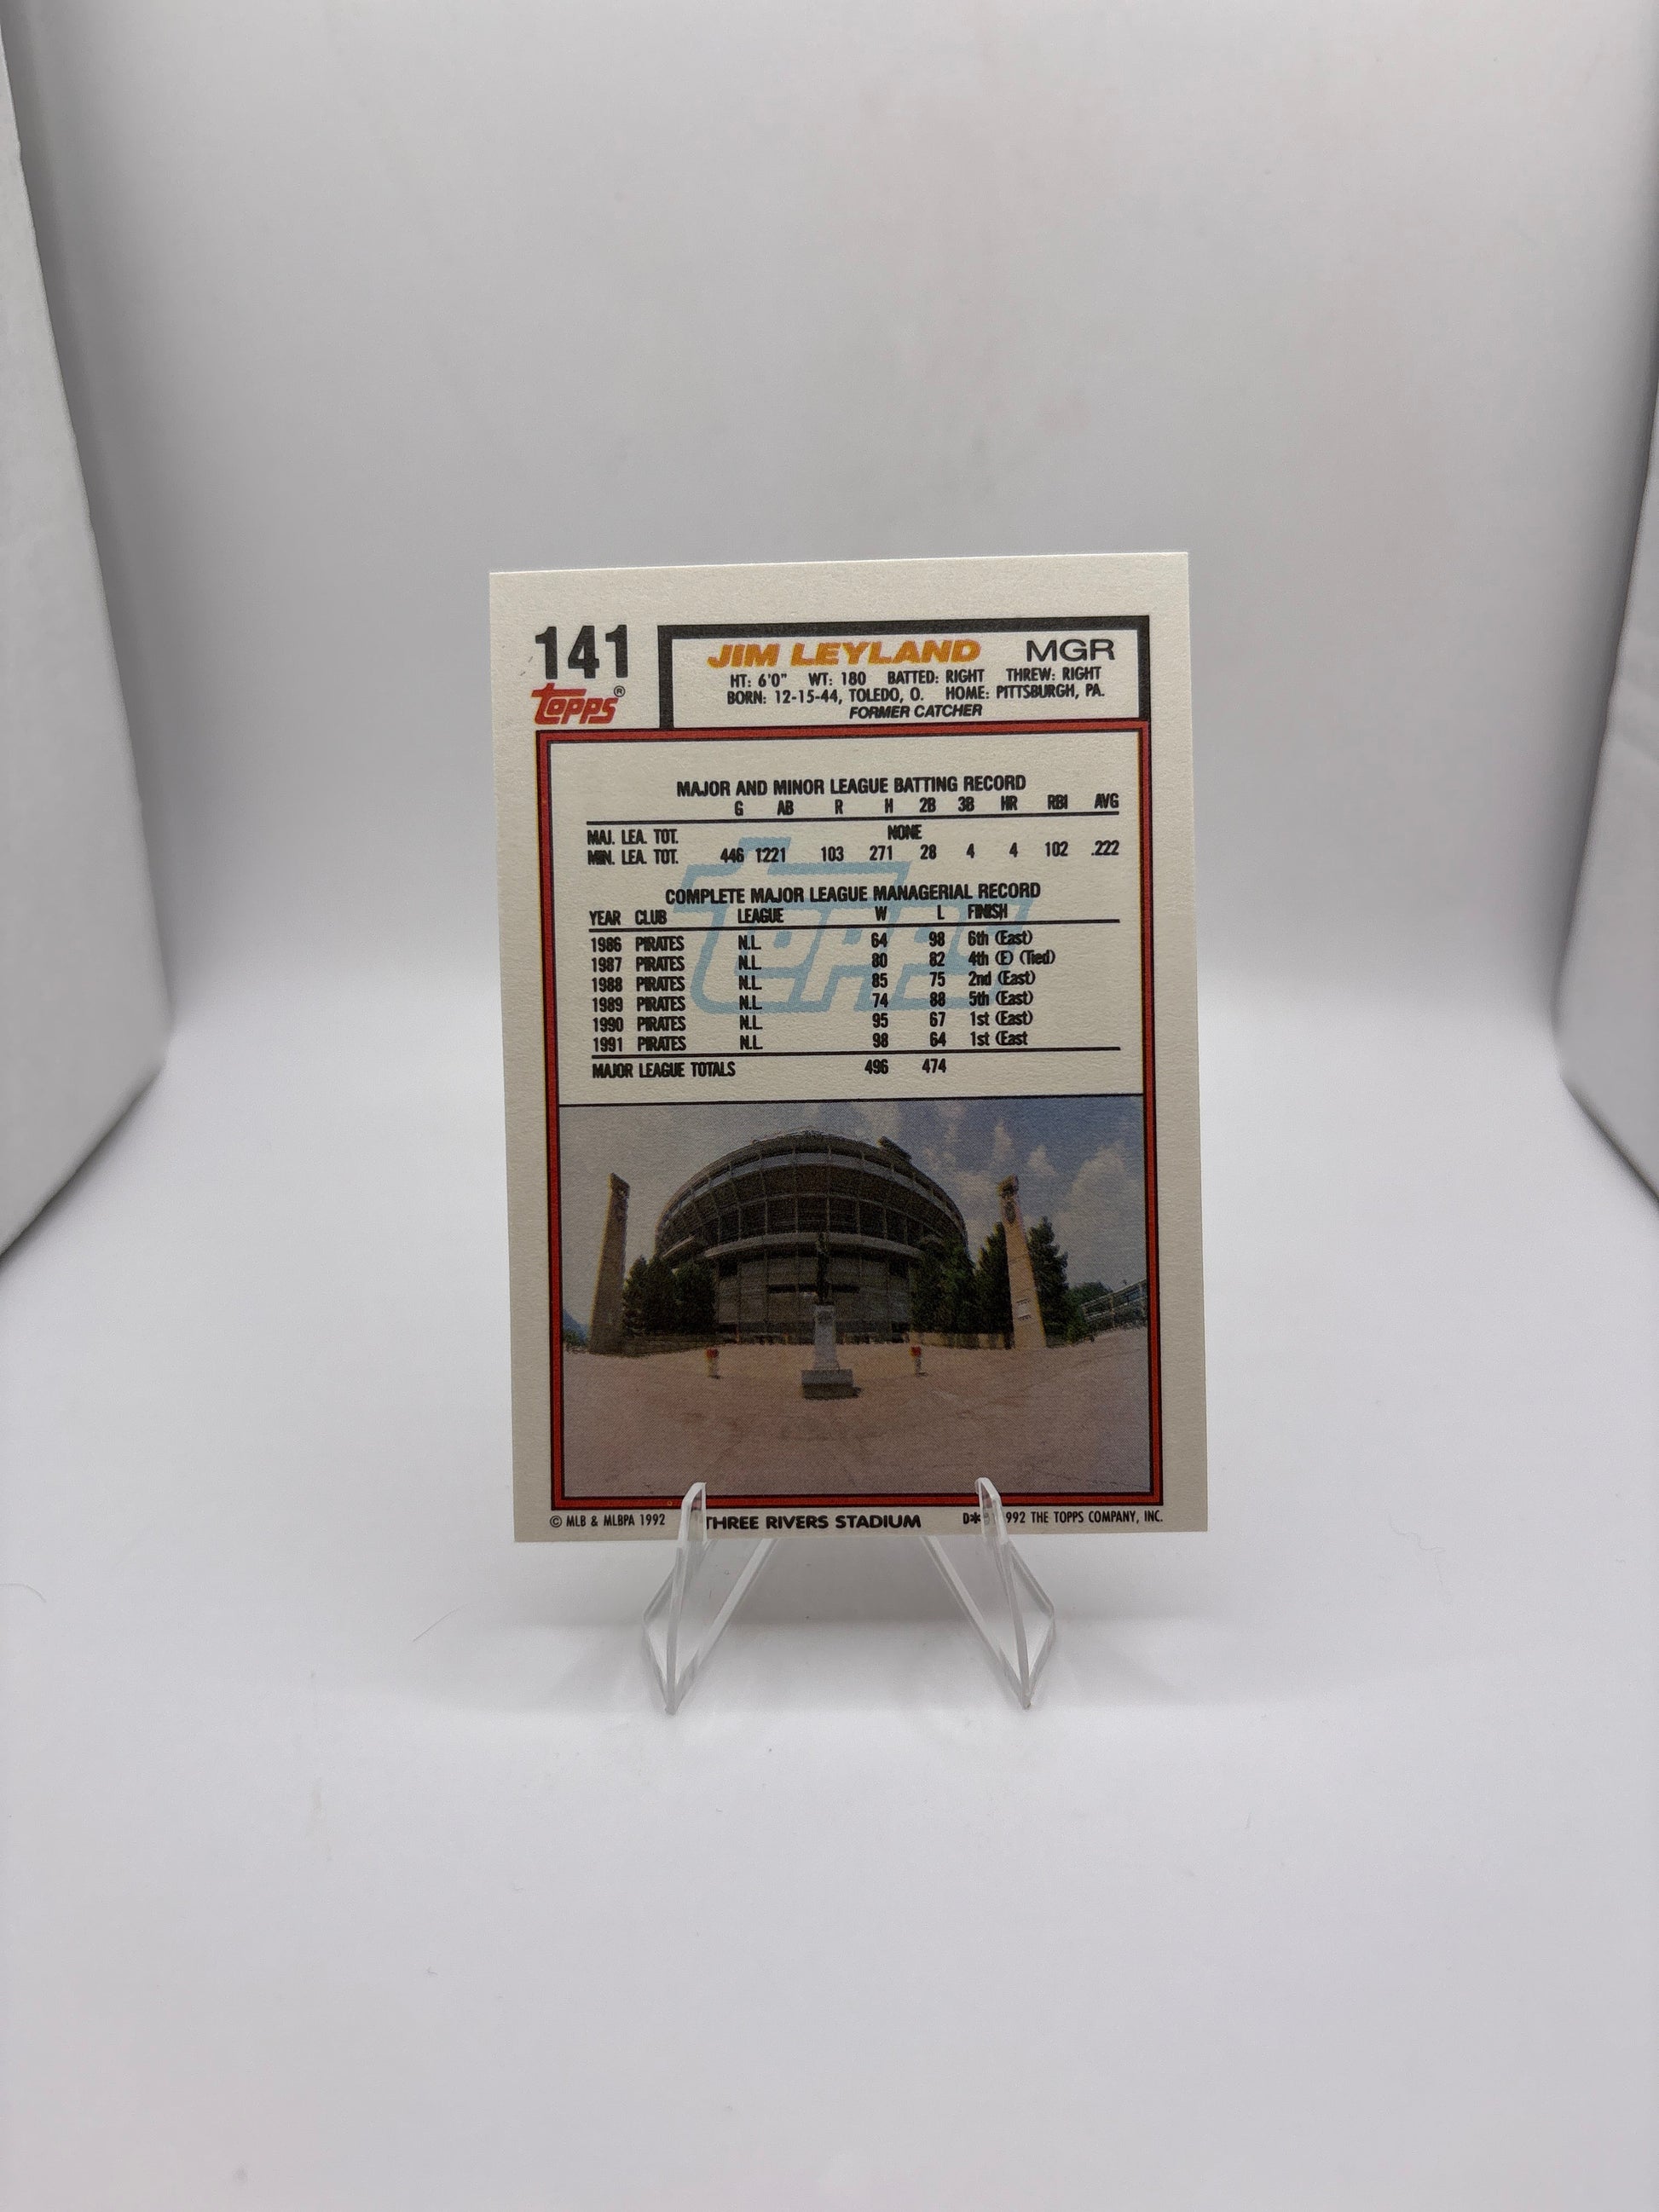 141
Topps®
JIM LEYLAND MGR
HT: 6'0" WT: 180 BATTED: RIGHT THREW: RIGHT
BORN: 12-15-44, TOLEDO, O. HOME: PITTSBURGH, PA.
FORMER CATCHER
MAJOR AND MINOR LEAGUE BATTING RECORD
G AB R H 2B 3B HR RBI AVG
MAJ. LEA. TOT. NONE
MIN. LEA. TOT. 446 1221 103 271 28 4 4 102 .222
COMPLETE MAJOR LEAGUE MANAGERIAL RECORD
YEAR CLUB LEAGUE W L FINISH
1986 PIRATES N.L. 64 98 6th (East)
1987 PIRATES N.L. 80 82 4th (E) (Tied)
1988 PIRATES N.L. 85 75 2nd (East)
1989 PIRATES N.L. 74 88 5th (East)
1990 PIRATES N.L. 95 67 1st (East)
1991 PIRATES N.L. 98 64 1st (East
MAJOR LEAGUE TOTALS 496 474
Topps
© MLB & MLBPA 1992 THREE RIVERS STADIUM D* 992 THE TOPPS COMPANY, INC.